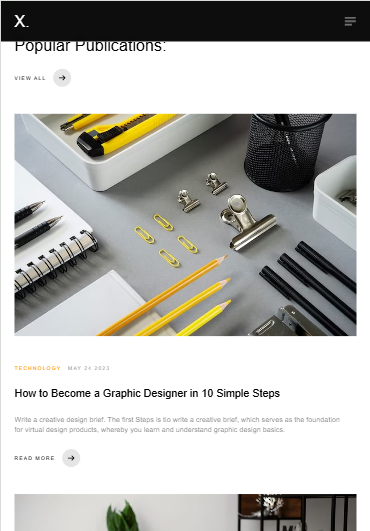 X.
Popular Publications:
VIEW ALL
TECHNOLOGY MAY 24 2023
How to Become a Graphic Designer in 10 Simple Steps
Write a creative design brief. The first Steps is tio write a creative brief, which serves as the foundation
for virtual design products, whereby you learn and understand graphic design basics.
READ MORE